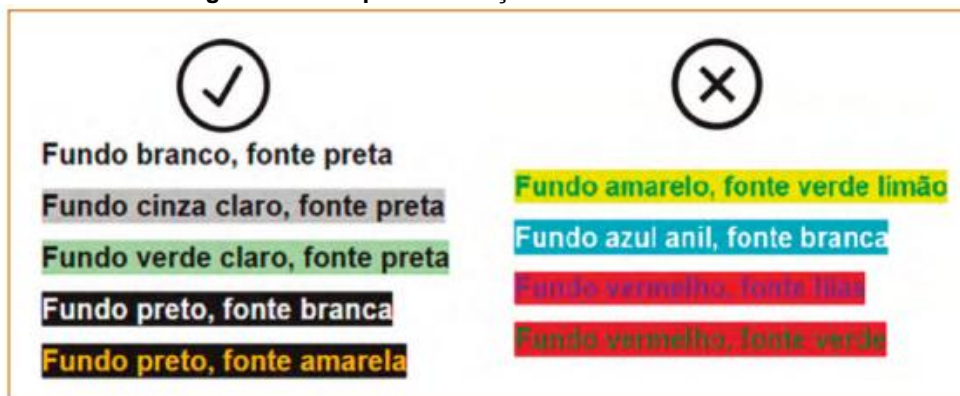 Fundo branco, fonte preta
Fundo cinza claro, fonte preta
Fundo verde claro, fonte preta
Fundo preto, fonte branca
Fundo preto, fonte amarela
Fundo amarelo, fonte verde limão
Fundo azul anil, fonte branca
Fundo vermelho, fonte lilas
Fundo vermelho, fonte verde